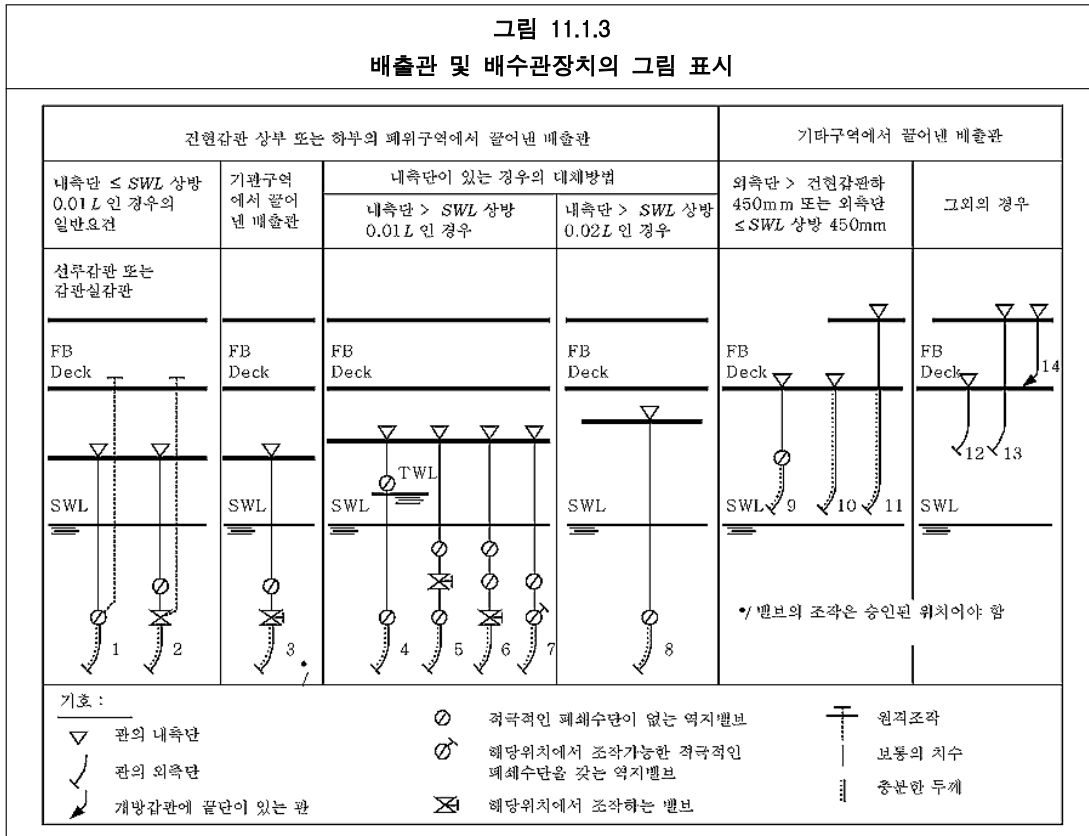 그림 11.1.3
배출관 및 배수관장치의 그림 표시
건현갑판 상부 또는 하부의 폐위구역에서 끌어낸 배출관
기타구역에서 끌어낸 배출관
내측단 ≤ SWL 상방
0.01L 인 경우의
일반요건
기관구역
에서 끌어
낸 배출관
내측단이 있는 경우의 대체방법
내측단 > SWL 상방
0.01L 인 경우
내측단 > SWL 상방
0.02L 인 경우
외측단 > 건현갑판하
450mm 또는 외측단
≤SWL 상방 450mm
그외의 경우
선루갑판 또는
갑판실갑판
FB
Deck
FB
Deck
FB
Deck
FB
Deck
FB
Deck
FB
Deck
14
12
13
TWL
SWL
SWL
SWL
SWL
SWL
9
10
11
SWL
1
2
3
*/
4
5
6
7
8
*/ 밸브의 조작은 승인된 위치어야 함
기호 :
관의 내측단
관의 외측단
개방갑판에 끝단이 있는 관
적극적인 폐쇄수단이 없는 역지밸브
해당위치에서 조작가능한 적극적인
폐쇄수단을 갖는 역지밸브
해당위치에서 조작하는 밸브
원격조작
보통의 치수
충분한 두께